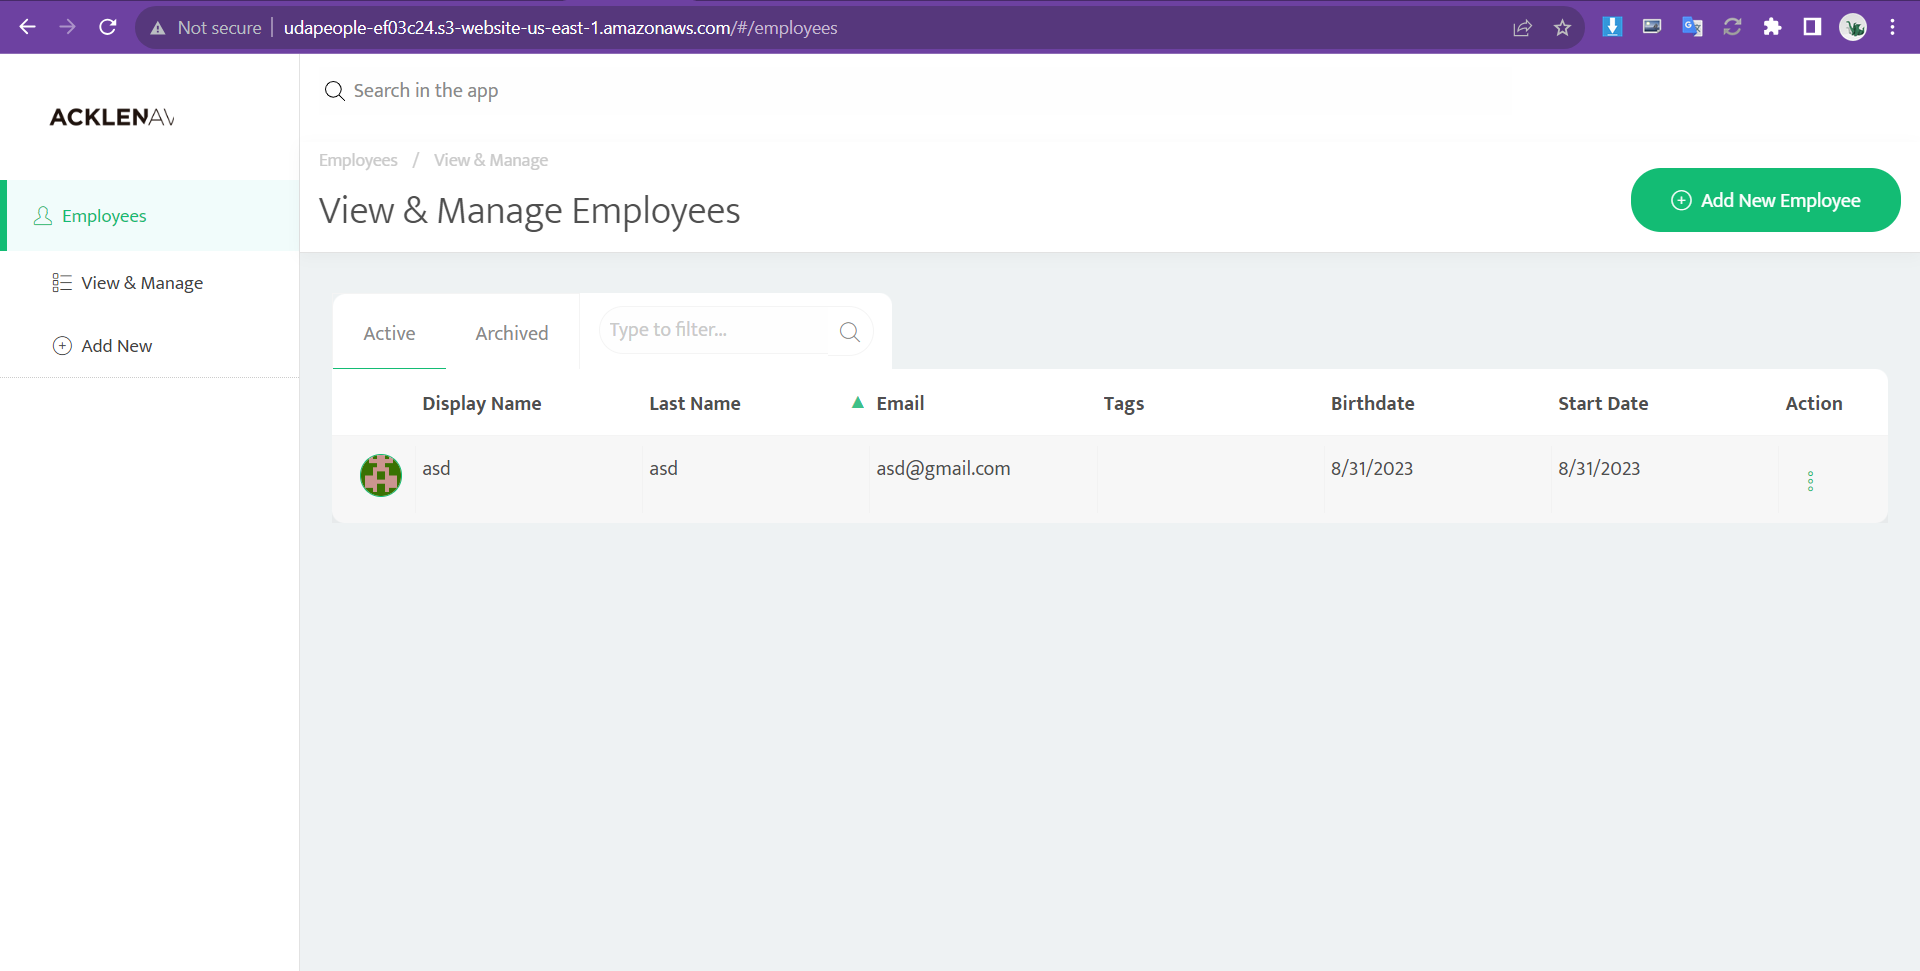 Not secure udapeople-ef03c24.s3-website-us-east-1.amazonaws.com/#/employees
ACKLENAV
Search in the app
Employees / View & Manage
View & Manage Employees
Add New Employee
Employees
View & Manage
Add New
Active Archived Type to filter...
Display Name Last Name Email Tags Birthdate Start Date Action
asd asd asd@gmail.com 8/31/2023 8/31/2023